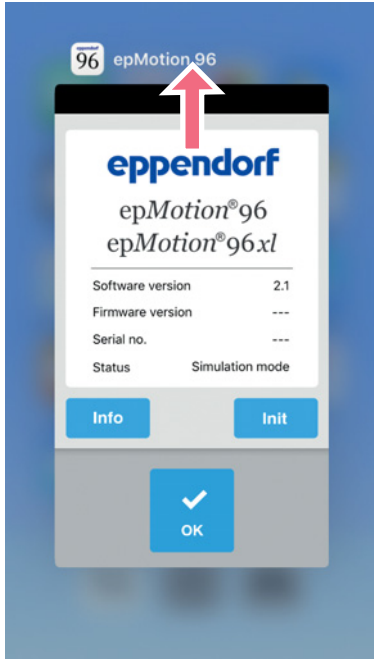 eppendorf
96 epMotion 96
eppendorf
epMotion®96
epMotion®96xl
Software version 2.1
Firmware version ---
Serial no. ---
Status Simulation mode
Info Init
OK